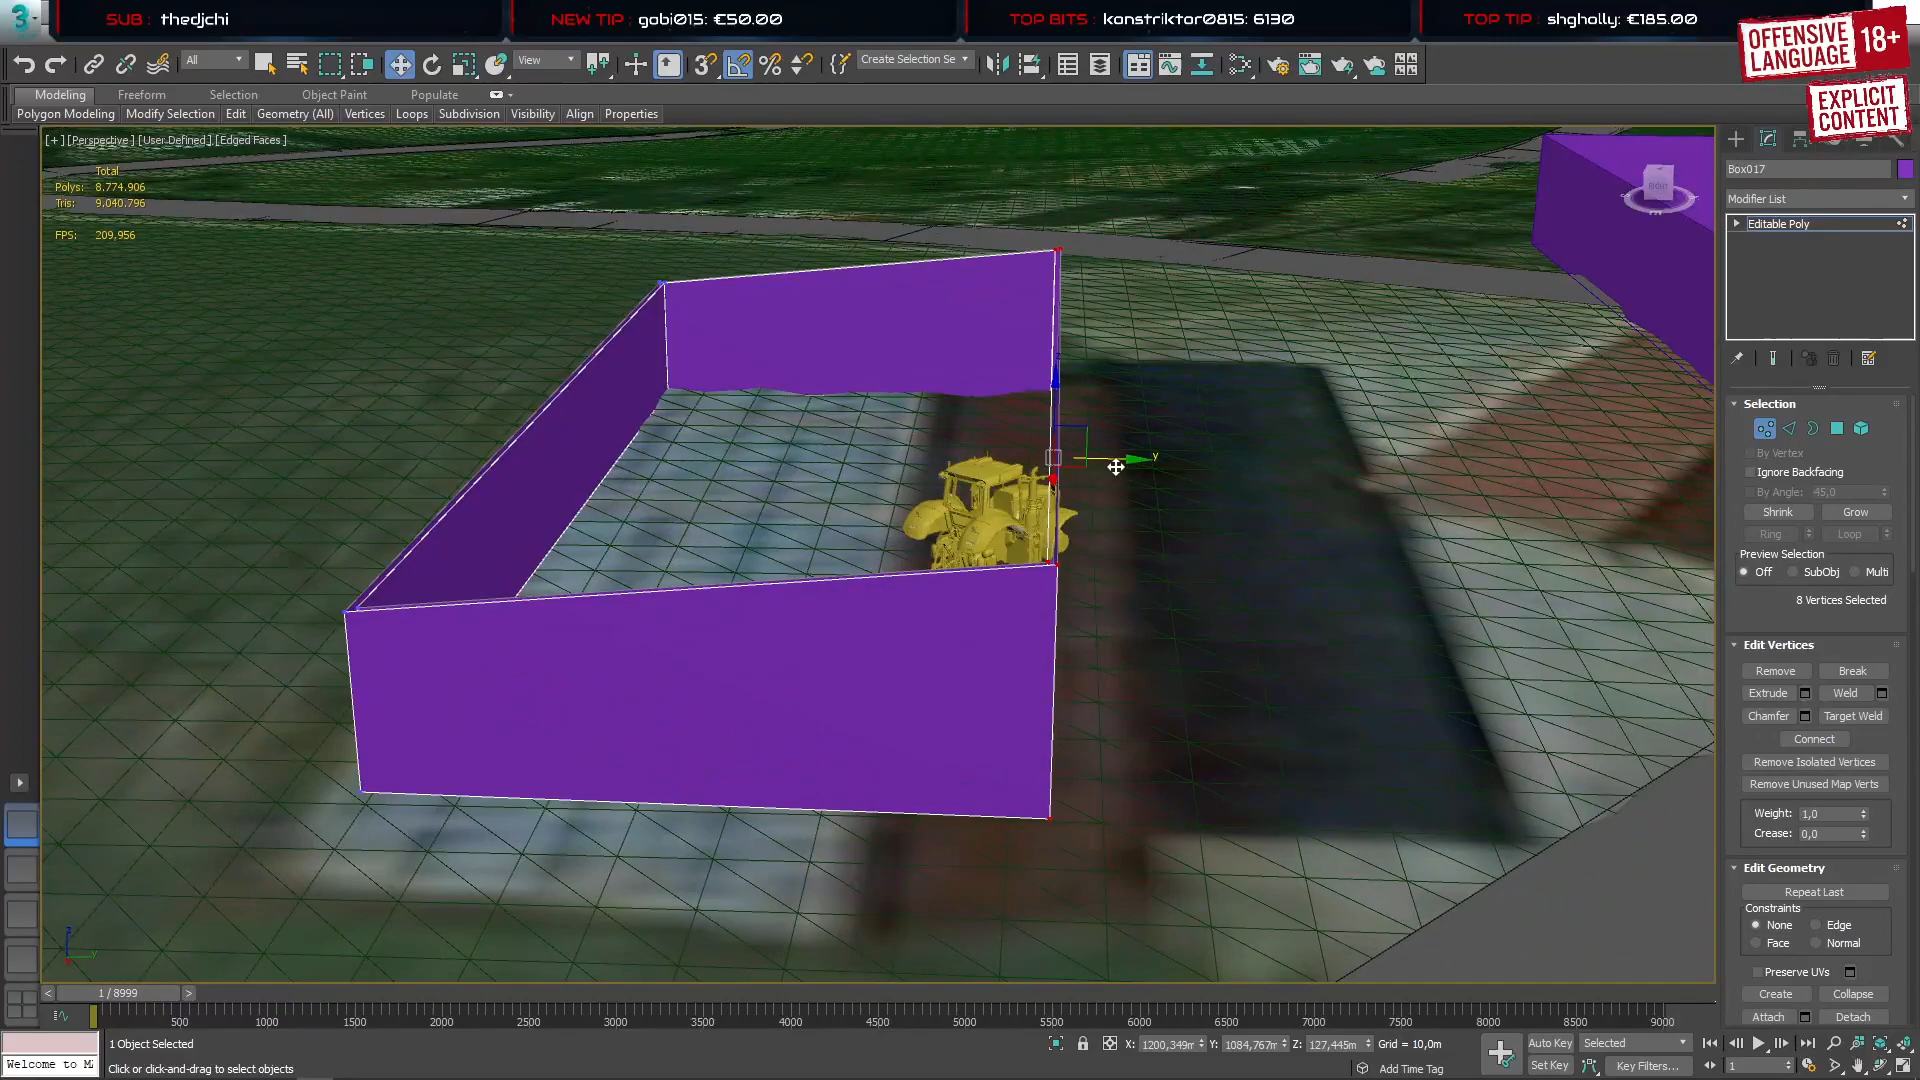 SUB : thedjchi
NEW TIP : gabi015: €50.00
TOP BITS : konstriktor0815: 6130
TOP TIP : shgholly: €185.00
OFFENSIVE LANGUAGE 18+
EXPLICIT CONTENT
All
View
Create Selection Se
Modeling Freeform Selection Object Paint Populate
Polygon Modeling Modify Selection Edit Geometry (All) Vertices Loops Subdivision Visibility Align Properties
[+] [Perspective ] [User Defined ] [Edged Faces ]
Total
Polys: 8.774.906
Tris: 9.040.796
FPS: 209,956
RIGHT
y
Box017
Modifier List
Editable Poly
Selection
By Vertex
Ignore Backfacing
By Angle: 45,0
Shrink Grow
Ring Loop
Preview Selection
Off SubObj Multi
8 Vertices Selected
Edit Vertices
Remove Break
Extrude Weld
Chamfer Target Weld
Connect
Remove Isolated Vertices
Remove Unused Map Verts
Weight: 1,0
Crease: 0,0
Edit Geometry
Repeat Last
Constraints
None Edge
Face Normal
Preserve UVs
Create Collapse
Attach Detach
< 1 / 8999 >
500 1000 1500 2000 2500 3000 3500 4000 4500 5000 5500 6000 6500 7000 7500 8000 8500 9000
1 Object Selected
X: 1200,349m Y: 1084,767m Z: 127,445m Grid = 10,0m
Auto Key Selected
Welcome to M
Click or click-and-drag to select objects
Add Time Tag
Set Key Key Filters...
1